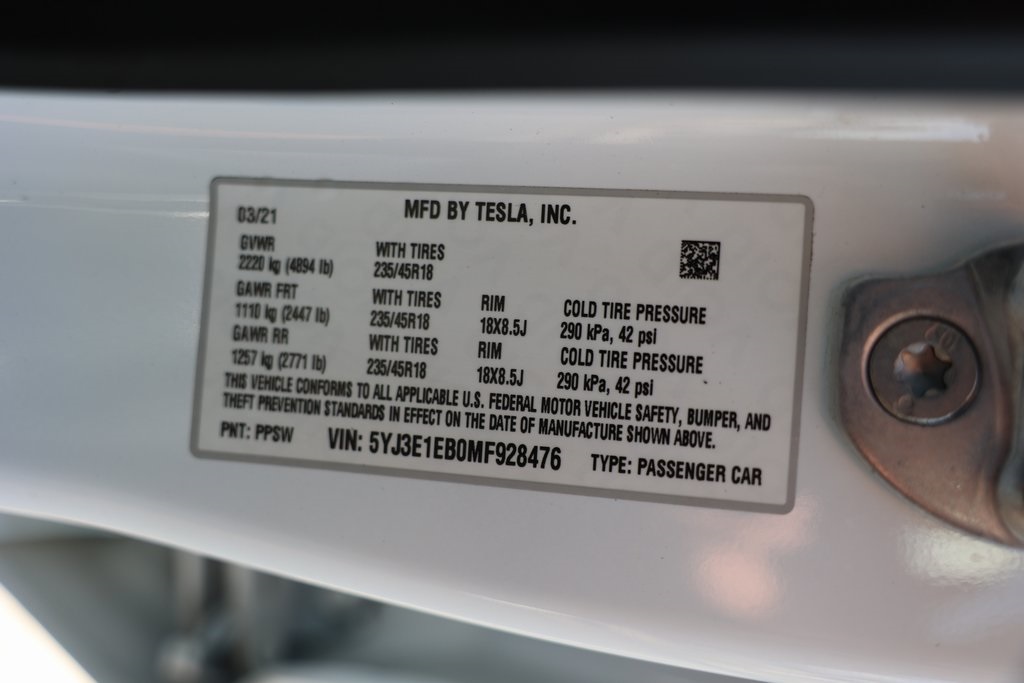 03/21 MFD BY TESLA, INC.
GVWR WITH TIRES
2220 kg (4894 lb) 235/45R18
GAWR FRT WITH TIRES RIM COLD TIRE PRESSURE
1110 kg (2447 lb) 235/45R18 18X8.5J 290 kPa, 42 psi
GAWR RR WITH TIRES RIM COLD TIRE PRESSURE
1257 kg (2771 lb) 235/45R18 18X8.5J 290 kPa, 42 psi
THIS VEHICLE CONFORMS TO ALL APPLICABLE U.S. FEDERAL MOTOR VEHICLE SAFETY, BUMPER, AND
THEFT PREVENTION STANDARDS IN EFFECT ON THE DATE OF MANUFACTURE SHOWN ABOVE.
PNT: PPSW VIN: 5YJ3E1EB0MF928476 TYPE: PASSENGER CAR